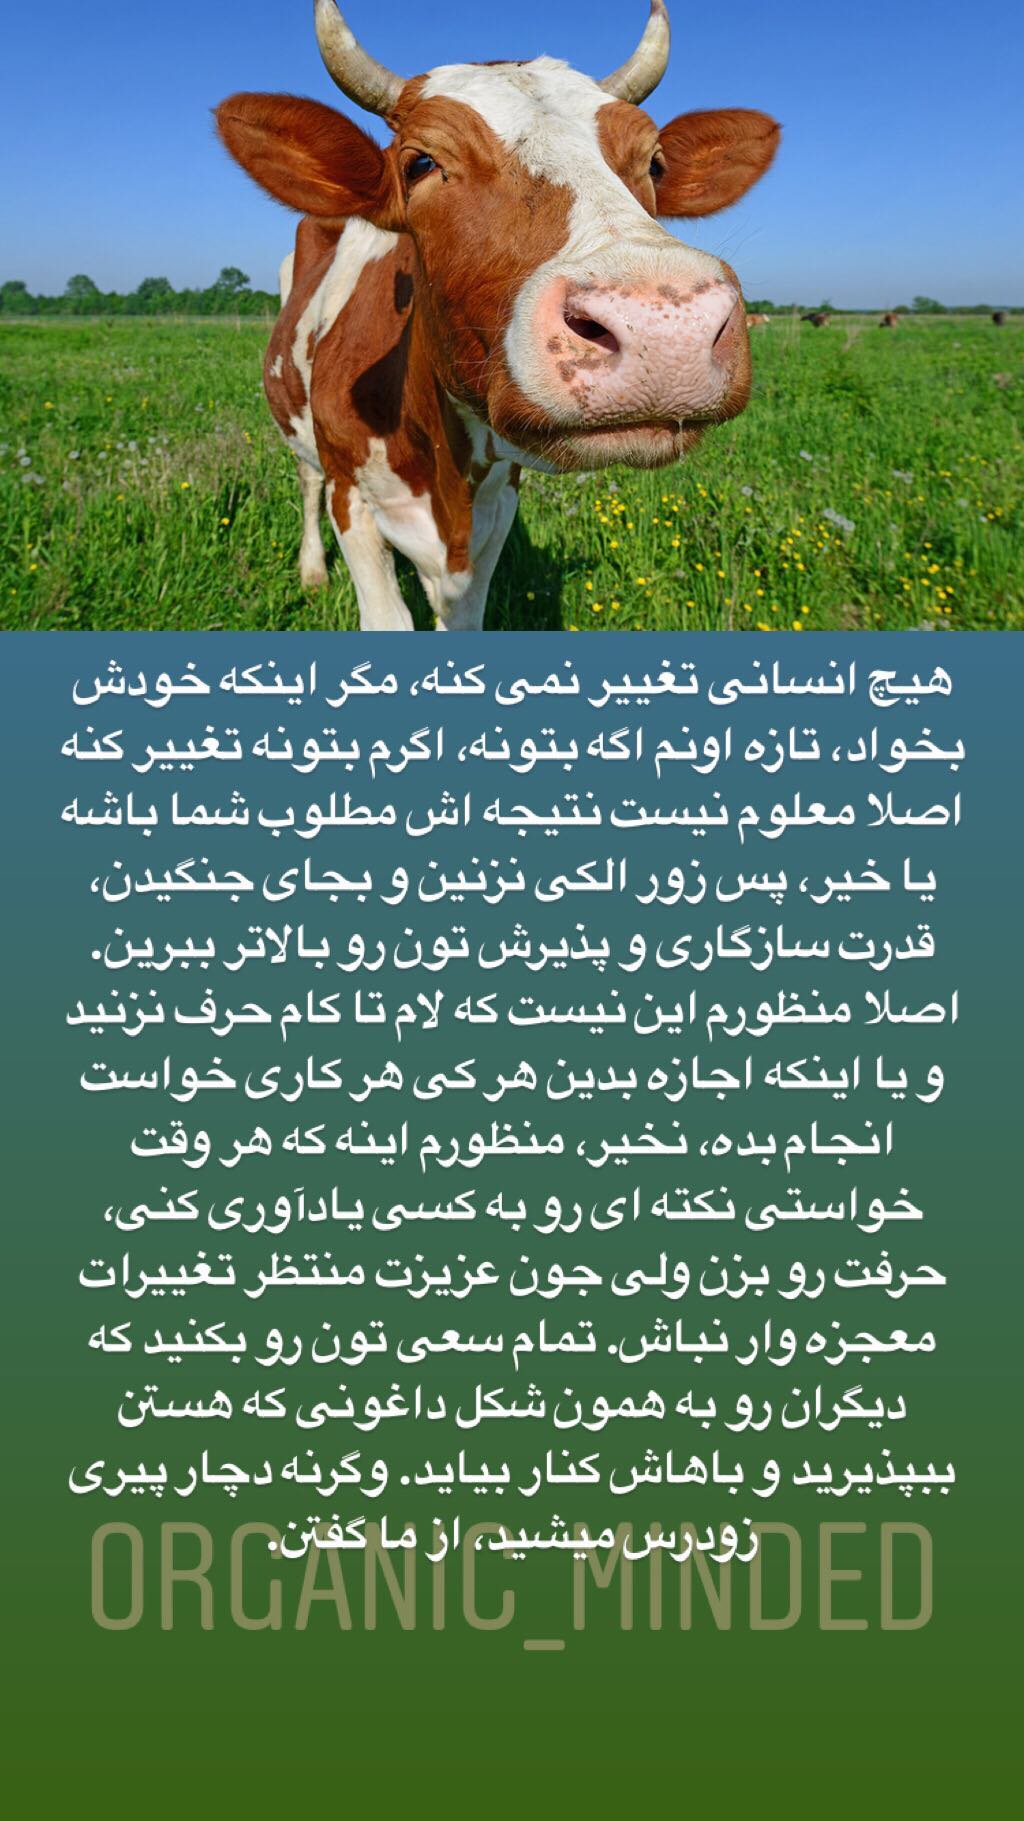 هیچ انسانی تغییر نمی کنه، مگر اینکه خودش
بخواد، تازه اونم اگه بتونه، اگرم بتونه تغییر کنه
اصلا معلوم نیست نتیجه اش مطلوب شما باشه
یا خیر، پس زور الکی نزنین و بجای جنگیدن،
قدرت سازگاری و پذیرش تون رو بالاتر ببرین.
اصلا منظورم این نیست که لام تا کام حرف نزنید
و یا اینکه اجازه بدین هر کی هر کاری خواست
انجام بده، نخیر، منظورم اینه که هر وقت
خواستی نکته ای رو به کسی یادآوری کنی،
حرفت رو بزن ولی جون عزیزت منتظر تغییرات
معجزه وار نباش. تمام سعی تون رو بکنید که
دیگران رو به همون شکل داغونی که هستن
ببپذیرید و باهاش کنار بیاید. وگرنه دچار پیری
زودرس میشید، از ما گفتن.
ORGANIC_MINDED